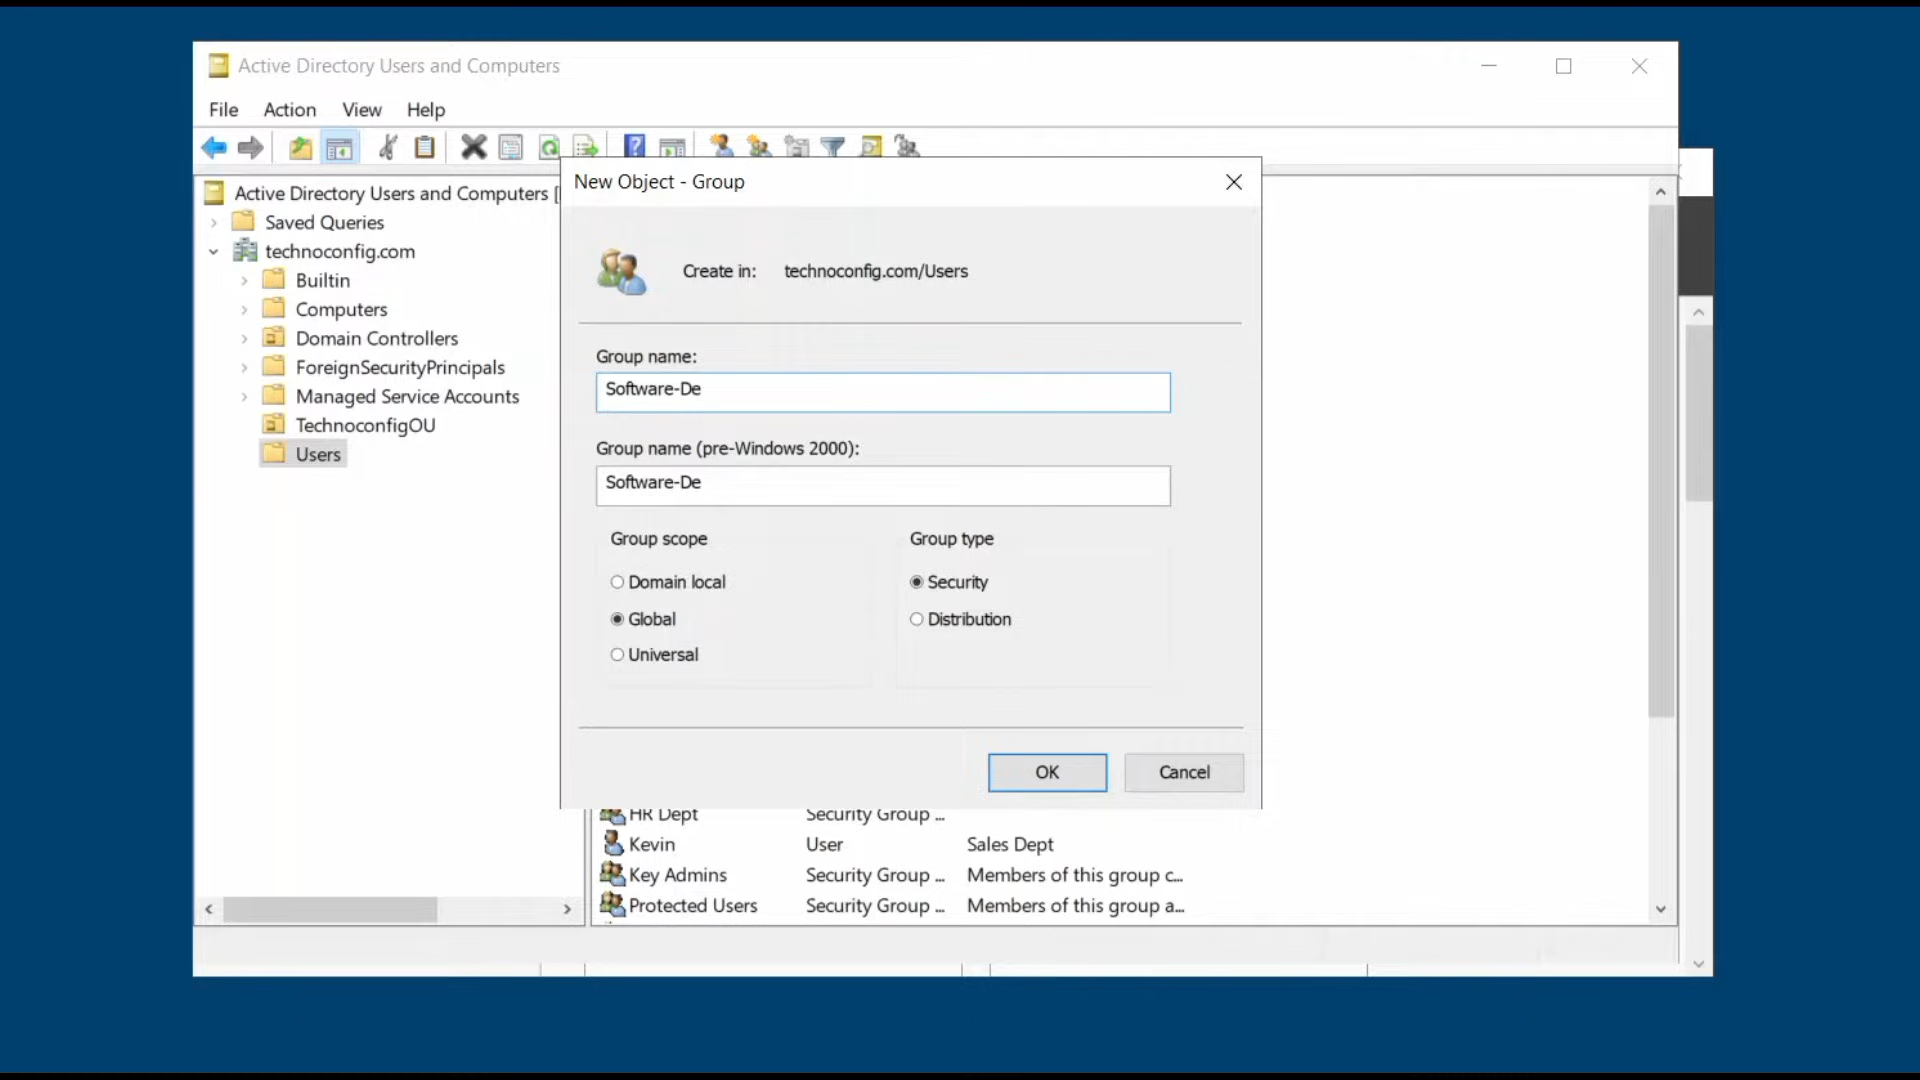 Active Directory Users and Computers
File Action View Help
Active Directory Users and Computers [
Saved Queries
technoconfig.com
Builtin
Computers
Domain Controllers
ForeignSecurityPrincipals
Managed Service Accounts
TechnoconfigOU
Users
New Object - Group
Create in: technoconfig.com/Users
Group name:
Software-De
Group name (pre-Windows 2000):
Software-De
Group scope
Domain local
Global
Universal
Group type
Security
Distribution
OK Cancel
HR Dept Security Group ...
Kevin User Sales Dept
Key Admins Security Group ... Members of this group c...
Protected Users Security Group ... Members of this group a...